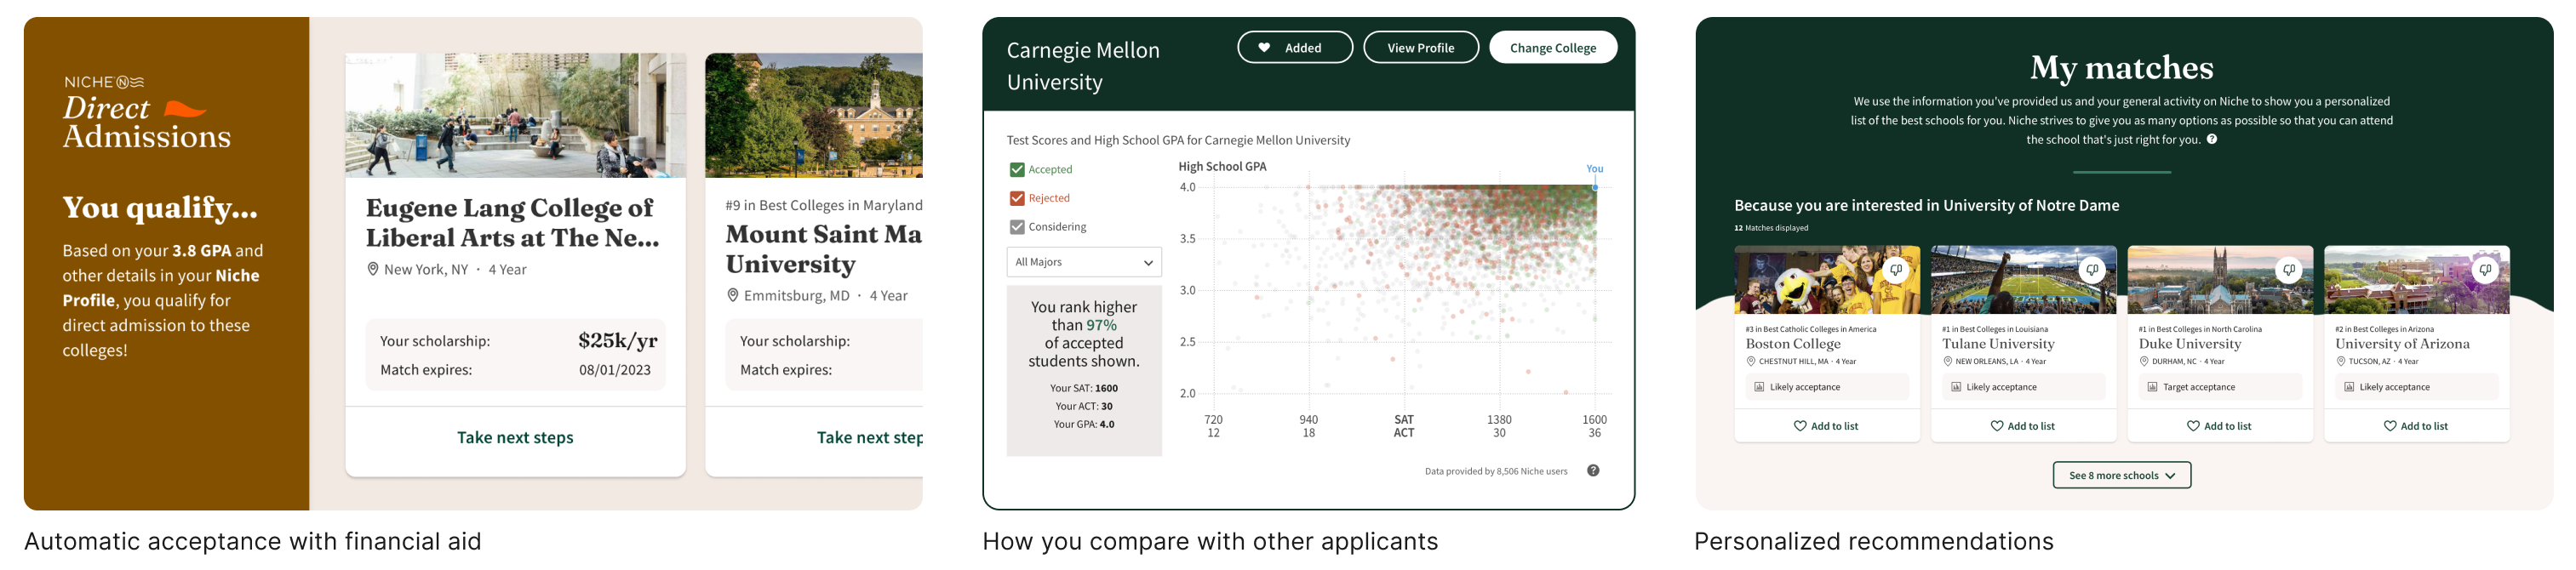 NICHE
Direct
Admissions
You qualify...
Based on your 3.8 GPA and
other details in your Niche
Profile, you qualify for
direct admission to these
colleges!
Eugene Lang College of
Liberal Arts at The Ne...
New York, NY · 4 Year
Your scholarship: $25k/yr
Match expires: 08/01/2023
Take next steps
#9 in Best Colleges in Maryland
Mount Saint Ma
University
Emmitsburg, MD · 4 Year
Your scholarship:
Match expires:
Take next step
Automatic acceptance with financial aid
Carnegie Mellon
University
Added
View Profile
Change College
Test Scores and High School GPA for Carnegie Mellon University
Accepted
Rejected
Considering
All Majors
You rank higher
than 97%
of accepted
students shown.
Your SAT: 1600
Your ACT: 30
Your GPA: 4.0
High School GPA
You
4.0
3.5
3.0
2.5
2.0
720 940 SAT 1380 1600
12 18 ACT 30 36
Data provided by 8,506 Niche users ?
How you compare with other applicants
My matches
We use the information you've provided us and your general activity on Niche to show you a personalized
list of the best schools for you. Niche strives to give you as many options as possible so that you can attend
the school that's just right for you. ?
Because you are interested in University of Notre Dame
12 Matches displayed
#3 in Best Catholic Colleges in America
Boston College
CHESTNUT HILL, MA · 4 Year
Likely acceptance
Add to list
#1 in Best Colleges in Louisiana
Tulane University
NEW ORLEANS, LA · 4 Year
Likely acceptance
Add to list
#1 in Best Colleges in North Carolina
Duke University
DURHAM, NC · 4 Year
Target acceptance
Add to list
#2 in Best Colleges in Arizona
University of Arizona
TUCSON, AZ · 4 Year
Likely acceptance
Add to list
See 8 more schools
Personalized recommendations